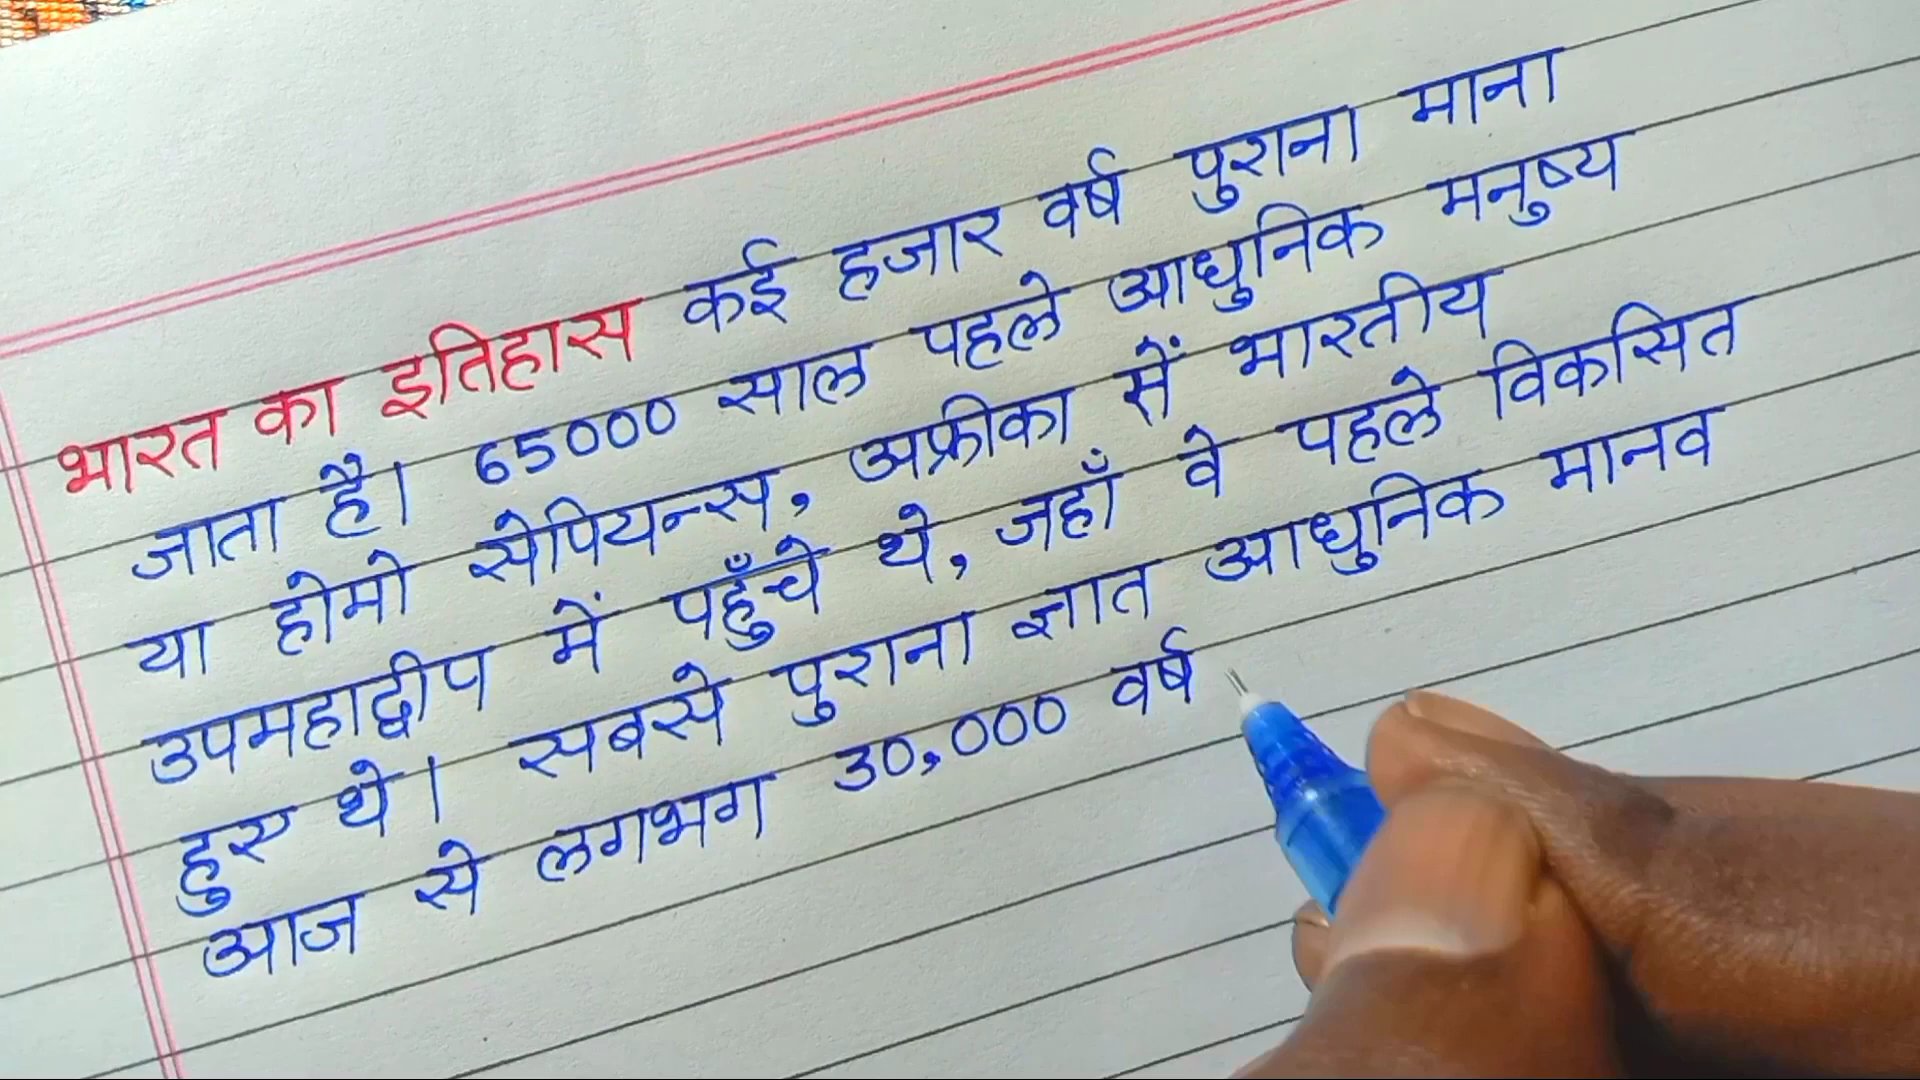 भारत का इतिहास कई हजार वर्ष पुराना माना
जाता है। 65000 साल पहले आधुनिक मनुष्य
या होमो सेपियन्स, अफ्रीका से भारतीय
उपमहाद्वीप में पहुँचे थे, जहाँ वे पहले विकसित
हुए थे। सबसे पुराना ज्ञात आधुनिक मानव
आज से लगभग 30,000 वर्ष